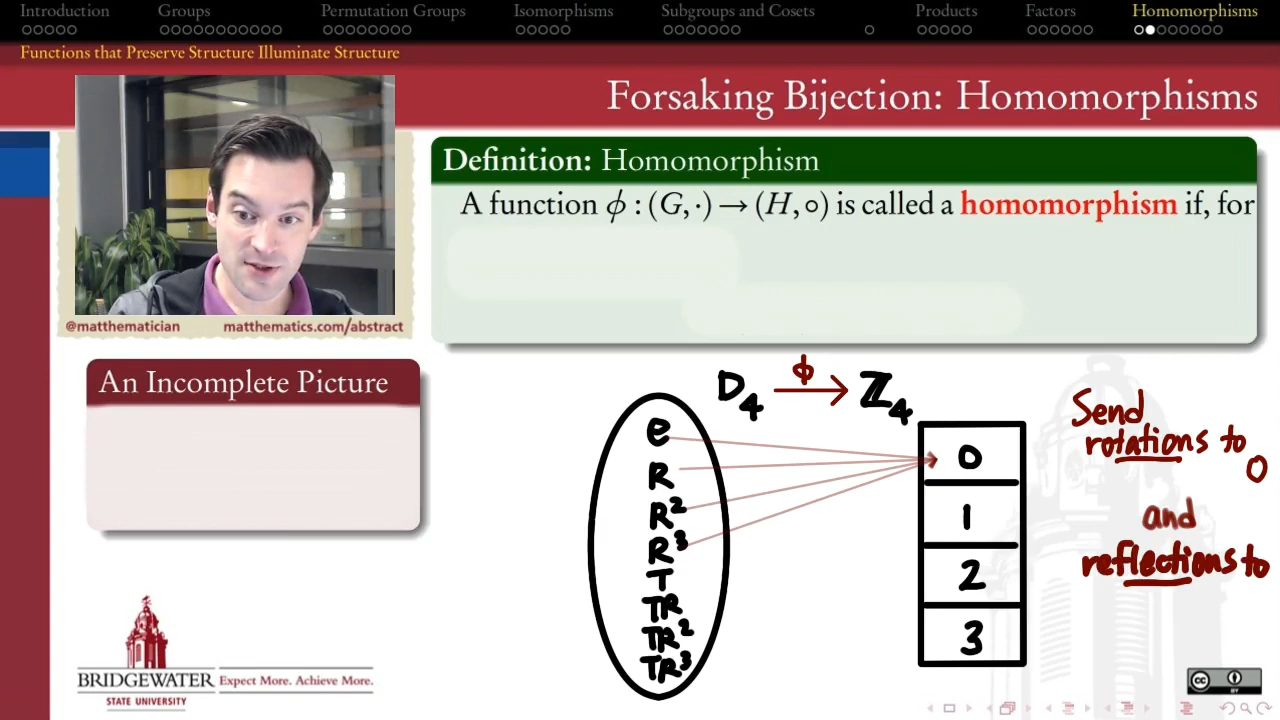 Introduction Groups Permutation Groups Isomorphisms Subgroups and Cosets Products Factors Homomorphisms
Functions that Preserve Structure Illuminate Structure
Forsaking Bijection: Homomorphisms
Definition: Homomorphism
A function ϕ : (G, ·) → (H, ∘) is called a homomorphism if, for
@matthematician matthematics.com/abstract
An Incomplete Picture
D₄ ϕ→ ℤ₄
e
R
R²
R³
T
TR
TR²
TR³
0
1
2
3
Send
rotations to
0
and
reflections to
BRIDGEWATER Expect More. Achieve More.
STATE UNIVERSITY
CC BY